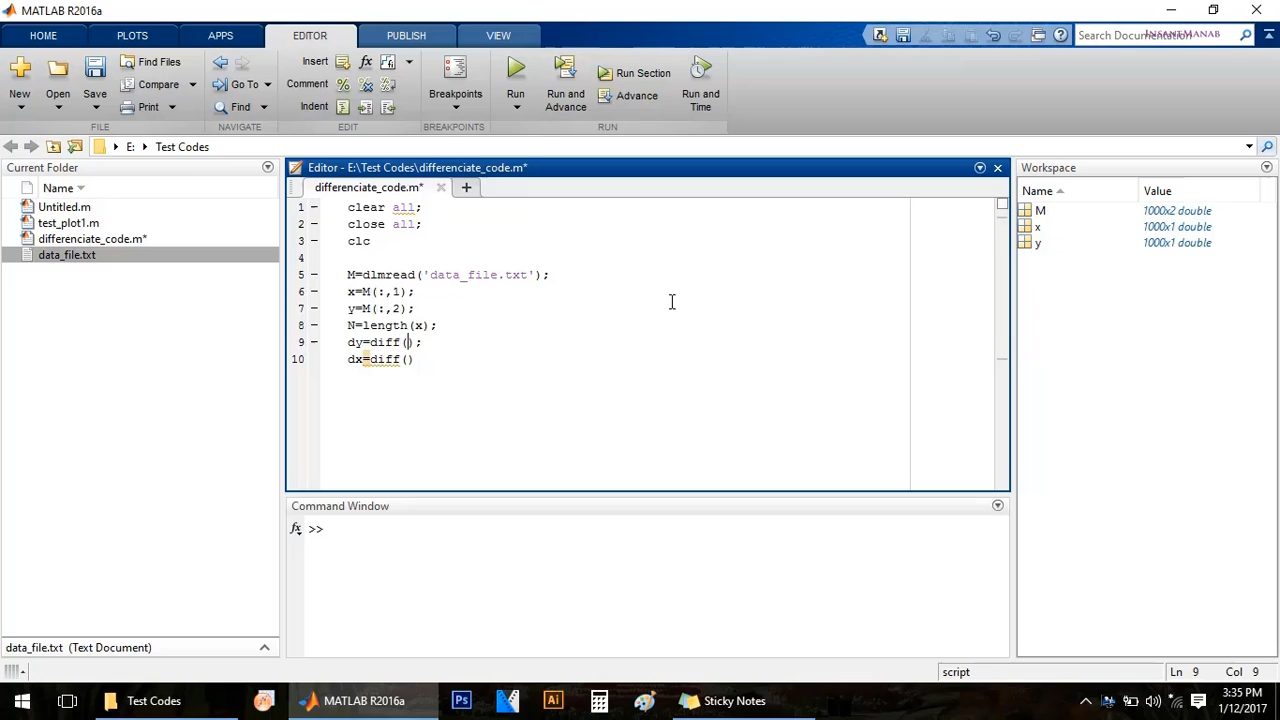 MATLAB R2016a
HOME PLOTS APPS EDITOR PUBLISH VIEW
Search Documentation
INSANTMANAB
New
Open
Save
Find Files
Compare
Print
FILE
Go To
Find
NAVIGATE
Insert fx
Comment %
Indent
EDIT
Breakpoints
BREAKPOINTS
Run
Run and
Advance
Run Section
Advance
Run and
Time
RUN
E: Test Codes
Current Folder
Name
Untitled.m
test_plot1.m
differenciate_code.m*
data_file.txt
data_file.txt (Text Document)
Editor - E:\Test Codes\differenciate_code.m*
differenciate_code.m*
1 clear all;
2 close all;
3 clc
4
5 M=dlmread('data_file.txt');
6 x=M(:,1);
7 y=M(:,2);
8 N=length(x);
9 dy=diff();
10 dx=diff()
Command Window
fx >>
Workspace
Name Value
M 1000x2 double
x 1000x1 double
y 1000x1 double
script Ln 9 Col 9
Test Codes
MATLAB R2016a
Ps
Ai
Sticky Notes
3:35 PM
1/12/2017